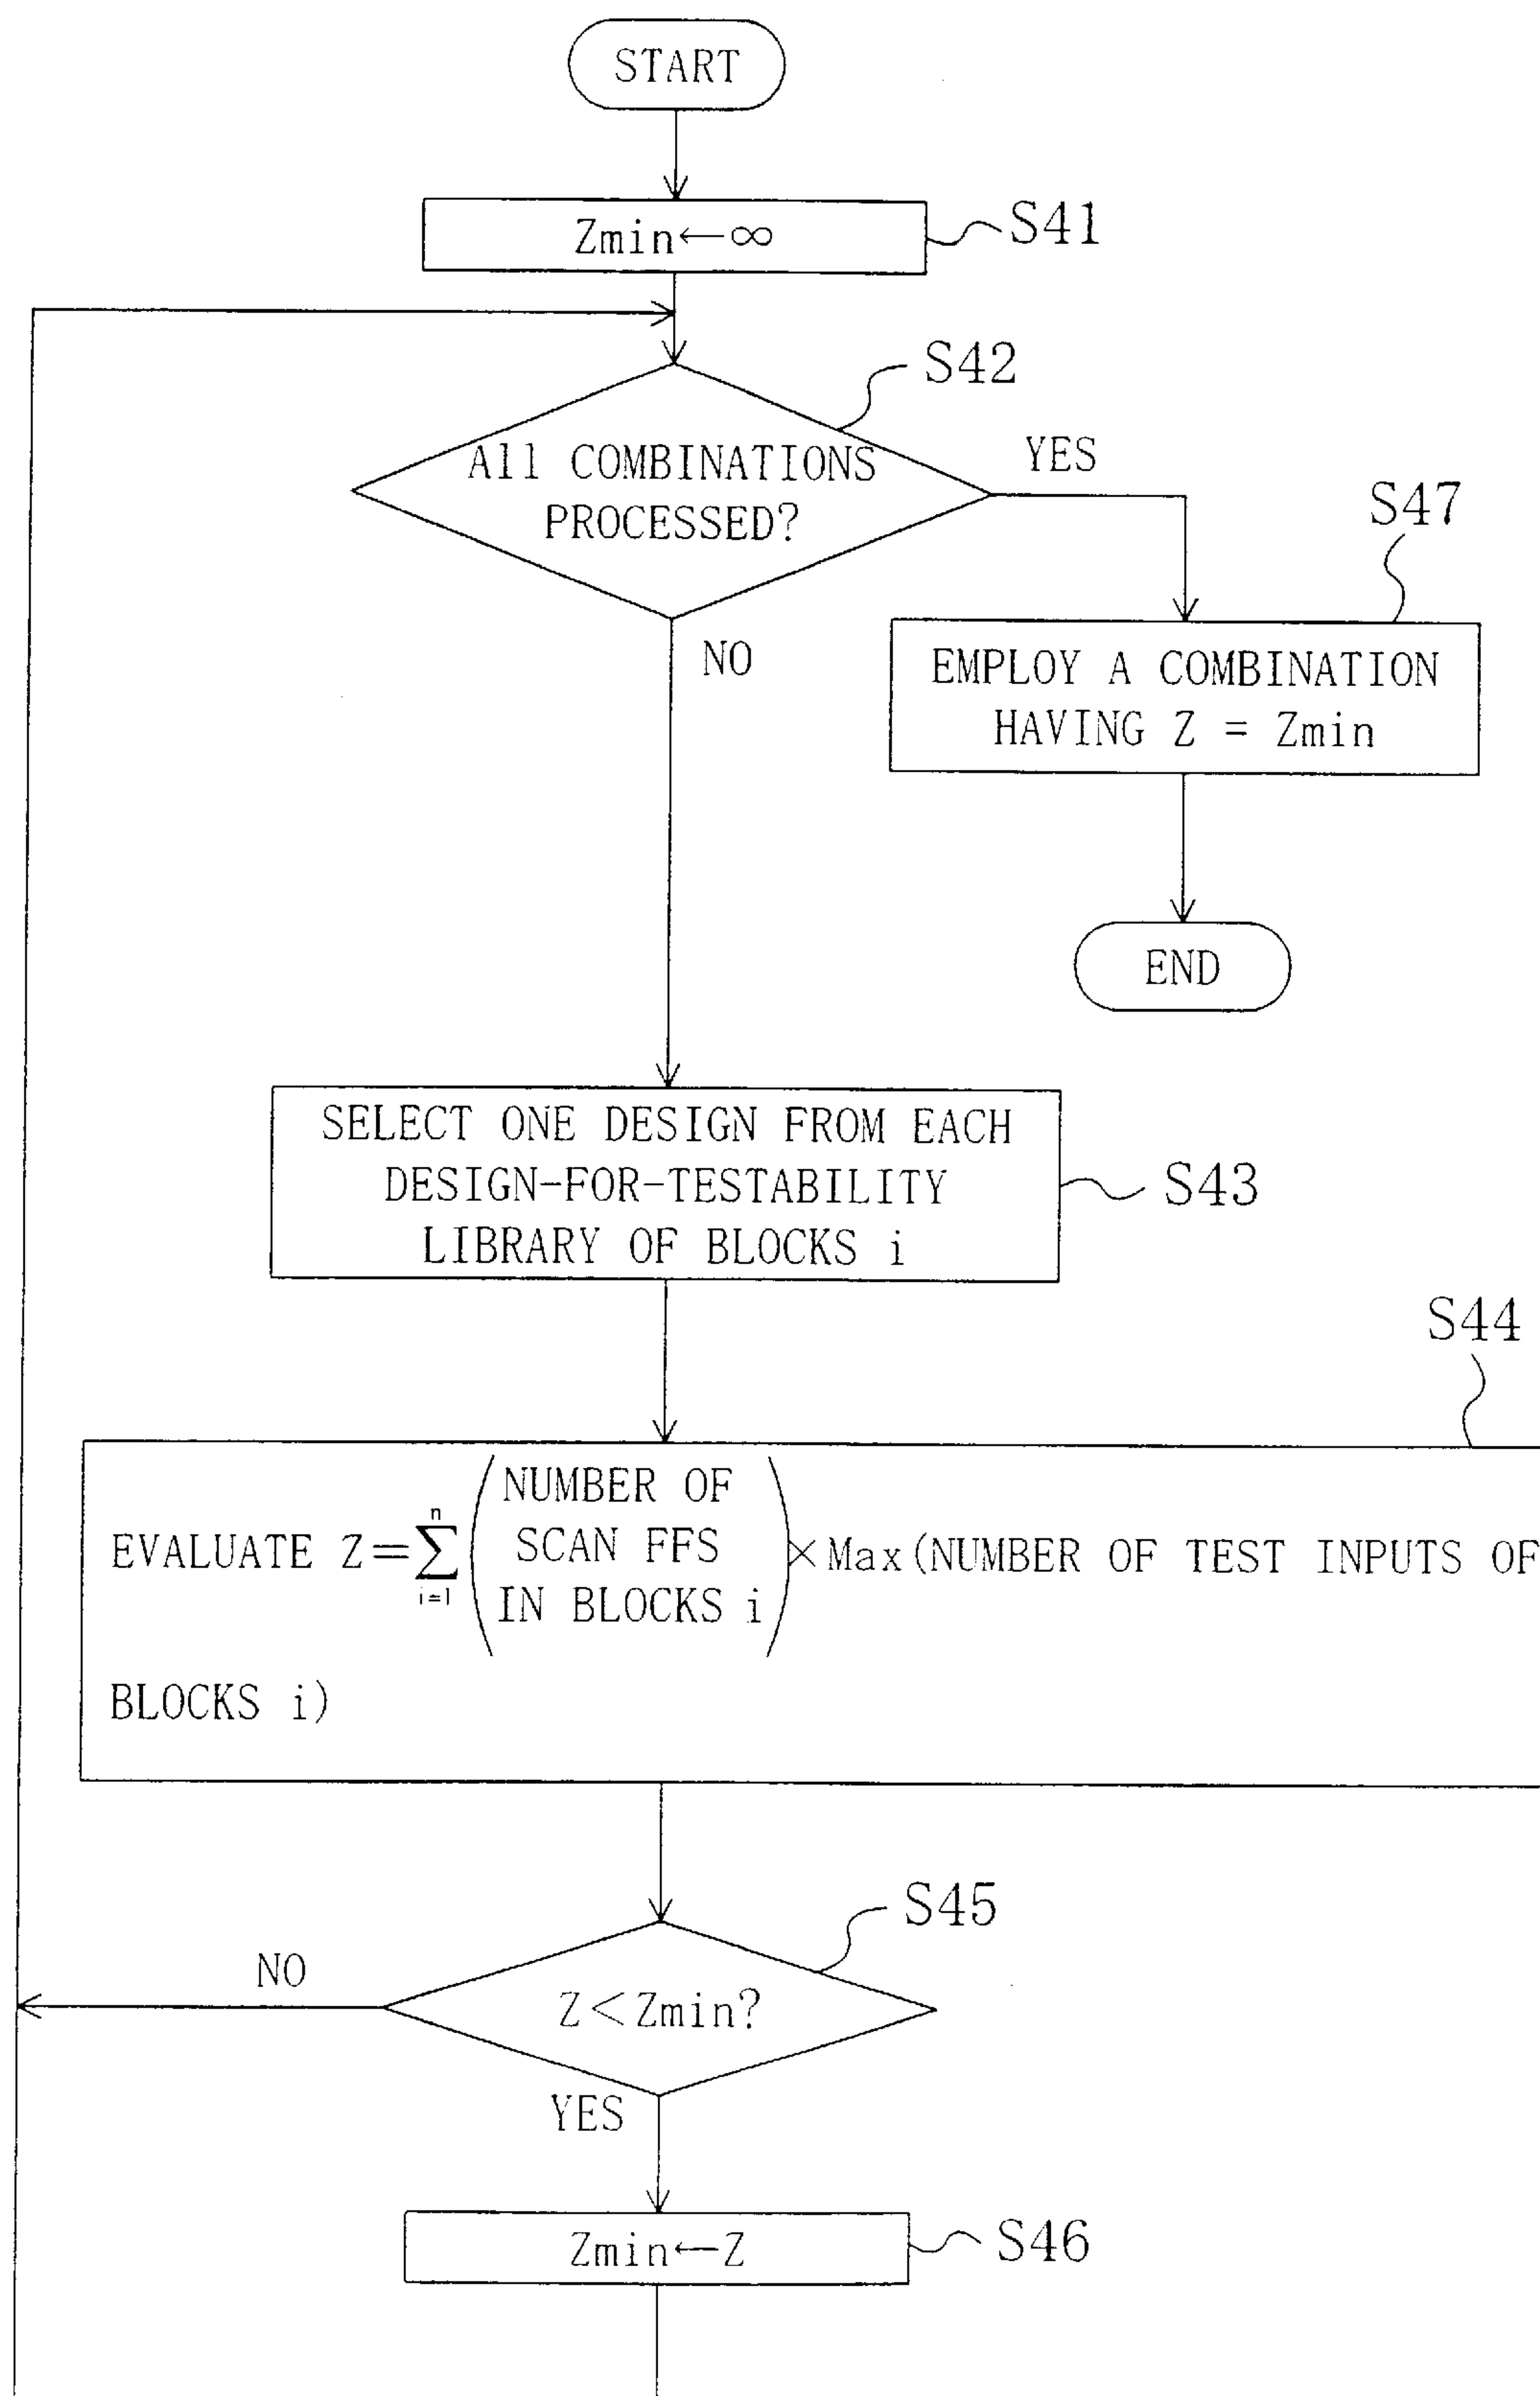 START
Zmin←∞
S41
S42
All COMBINATIONS
PROCESSED?
YES
S47
NO
EMPLOY A COMBINATION
HAVING Z = Zmin
END
SELECT ONE DESIGN FROM EACH
DESIGN-FOR-TESTABILITY
LIBRARY OF BLOCKS i
S43
S44
EVALUATE Z=∑ i=1 n (NUMBER OF
SCAN FFS
IN BLOCKS i) × Max(NUMBER OF TEST INPUTS OF
BLOCKS i)
S45
NO
Z<Zmin?
YES
Zmin←Z
S46